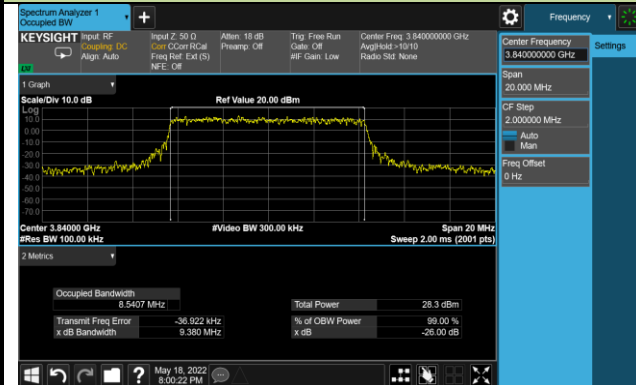 Spectrum Analyzer 1
Occupied BW
Frequency
KEYSIGHT
Input: RF
Coupling: DC
Align: Auto
Input Z: 50 Ω
Corr CCorr RCal
Freq Ref: Ext (S)
NFE: Off
Atten: 18 dB
Preamp: Off
Trig: Free Run
Gate: Off
#IF Gain: Low
Center Freq: 3.840000000 GHz
Avg|Hold:>10/10
Radio Std: None
Center Frequency
3.840000000 GHz
Settings
Span
20.000 MHz
CF Step
2.000000 MHz
Auto
Man
Freq Offset
0 Hz
1 Graph
Scale/Div 10.0 dB
Ref Value 20.00 dBm
Log
10.0
0.00
-10.0
-20.0
-30.0
-40.0
-50.0
-60.0
-70.0
Center 3.84000 GHz
#Video BW 300.00 kHz
Span 20 MHz
#Res BW 100.00 kHz
Sweep 2.00 ms (2001 pts)
2 Metrics
Occupied Bandwidth
8.5407 MHz
Total Power 28.3 dBm
Transmit Freq Error -36.922 kHz
% of OBW Power 99.00 %
x dB Bandwidth 9.380 MHz
x dB -26.00 dB
May 18, 2022
8:00:22 PM